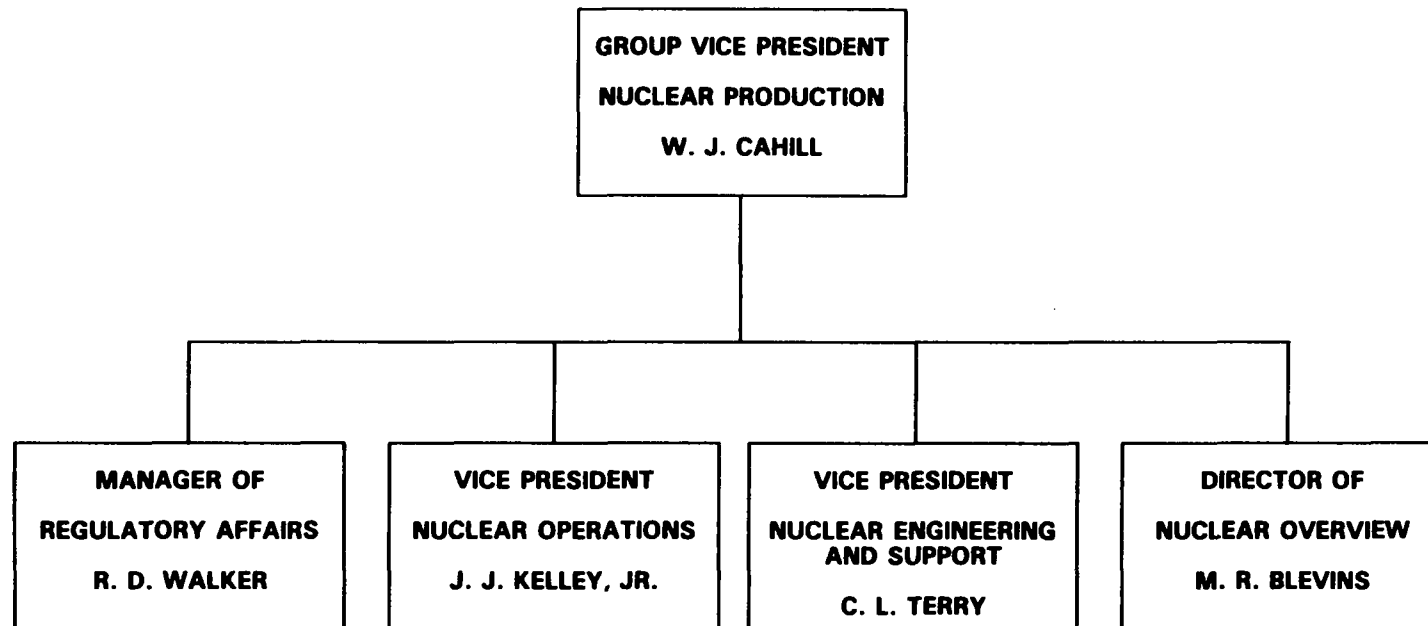 GROUP VICE PRESIDENT
NUCLEAR PRODUCTION
W. J. CAHILL
MANAGER OF
REGULATORY AFFAIRS
R. D. WALKER
VICE PRESIDENT
NUCLEAR OPERATIONS
J. J. KELLEY, JR.
VICE PRESIDENT
NUCLEAR ENGINEERING
AND SUPPORT
C. L. TERRY
DIRECTOR OF
NUCLEAR OVERVIEW
M. R. BLEVINS